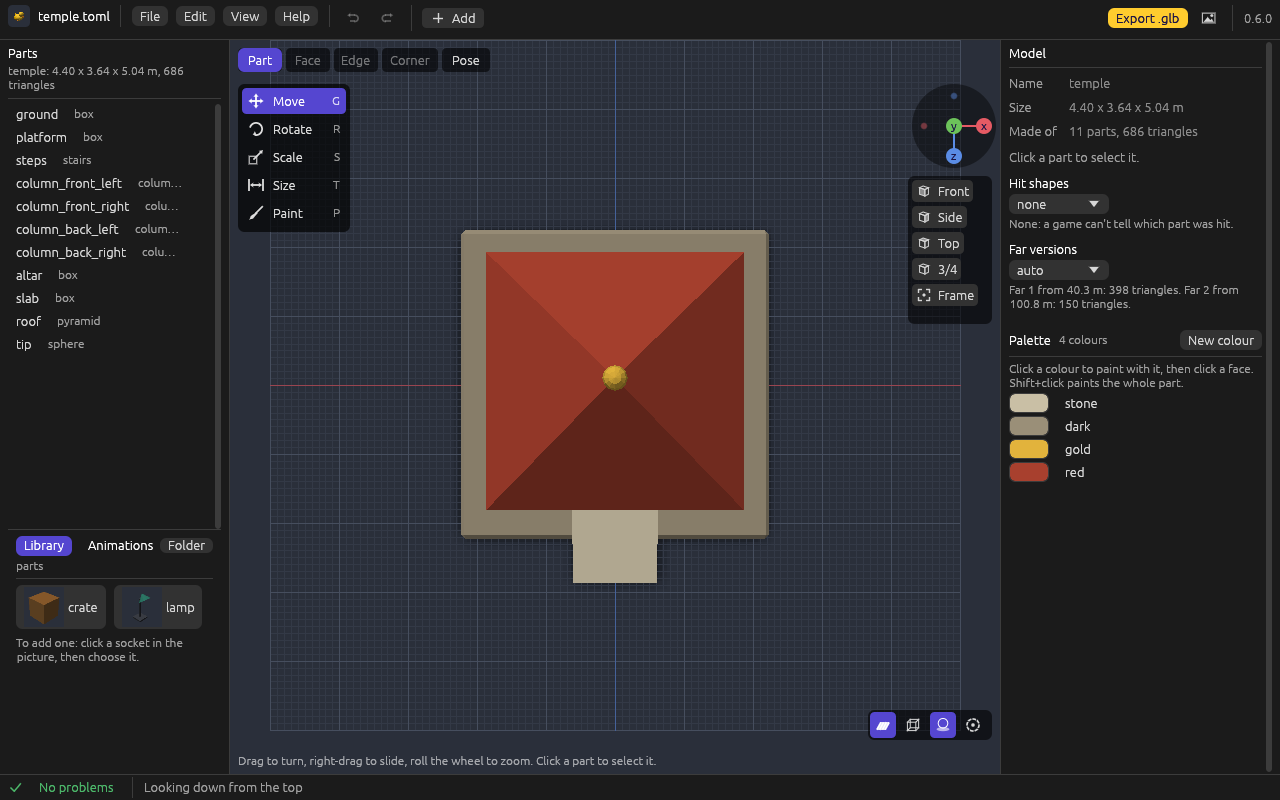 temple.toml File Edit View Help Add Export .glb 0.6.0
Parts
temple: 4.40 x 3.64 x 5.04 m, 686
triangles
ground box
platform box
steps stairs
column_front_left colum…
column_front_right colu…
column_back_left colum…
column_back_right colu…
altar box
slab box
roof pyramid
tip sphere
Library Animations Folder
parts
crate lamp
To add one: click a socket in the
picture, then choose it.
Part Face Edge Corner Pose
Move G
Rotate R
Scale S
Size T
Paint P
y x
z
Front
Side
Top
3/4
Frame
Drag to turn, right-drag to slide, roll the wheel to zoom. Click a part to select it.
Model
Name temple
Size 4.40 x 3.64 x 5.04 m
Made of 11 parts, 686 triangles
Click a part to select it.
Hit shapes
none
None: a game can't tell which part was hit.
Far versions
auto
Far 1 from 40.3 m: 398 triangles. Far 2 from
100.8 m: 150 triangles.
Palette 4 colours New colour
Click a colour to paint with it, then click a face.
Shift+click paints the whole part.
stone
dark
gold
red
No problems Looking down from the top